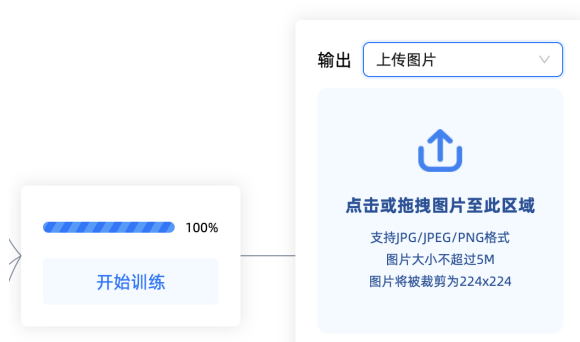 输出
上传图片
点击或拖拽图片至此区域
支持JPG/JPEG/PNG格式
图片大小不超过5M
图片将被裁剪为224x224
100%
开始训练